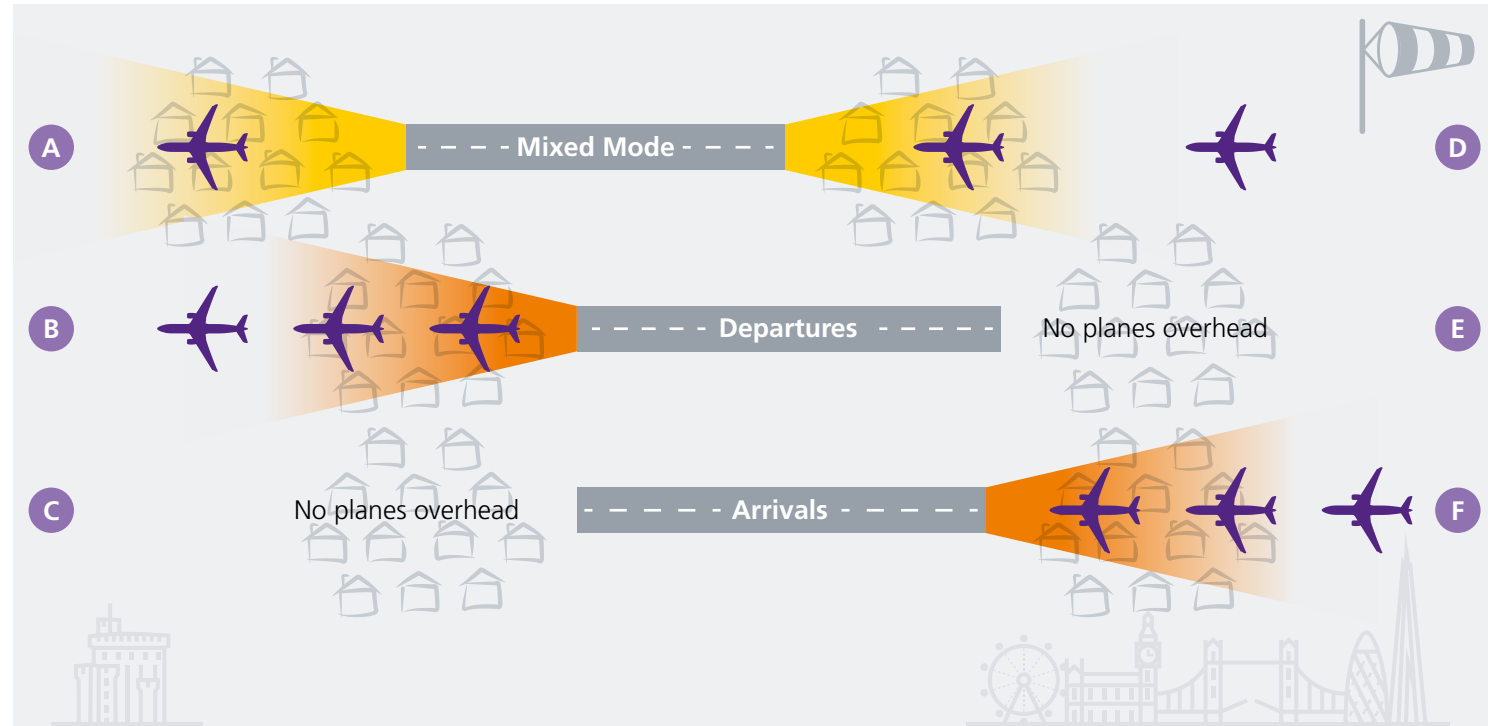 A
Mixed Mode
D
B
Departures
No planes overhead
E
C
No planes overhead
Arrivals
F